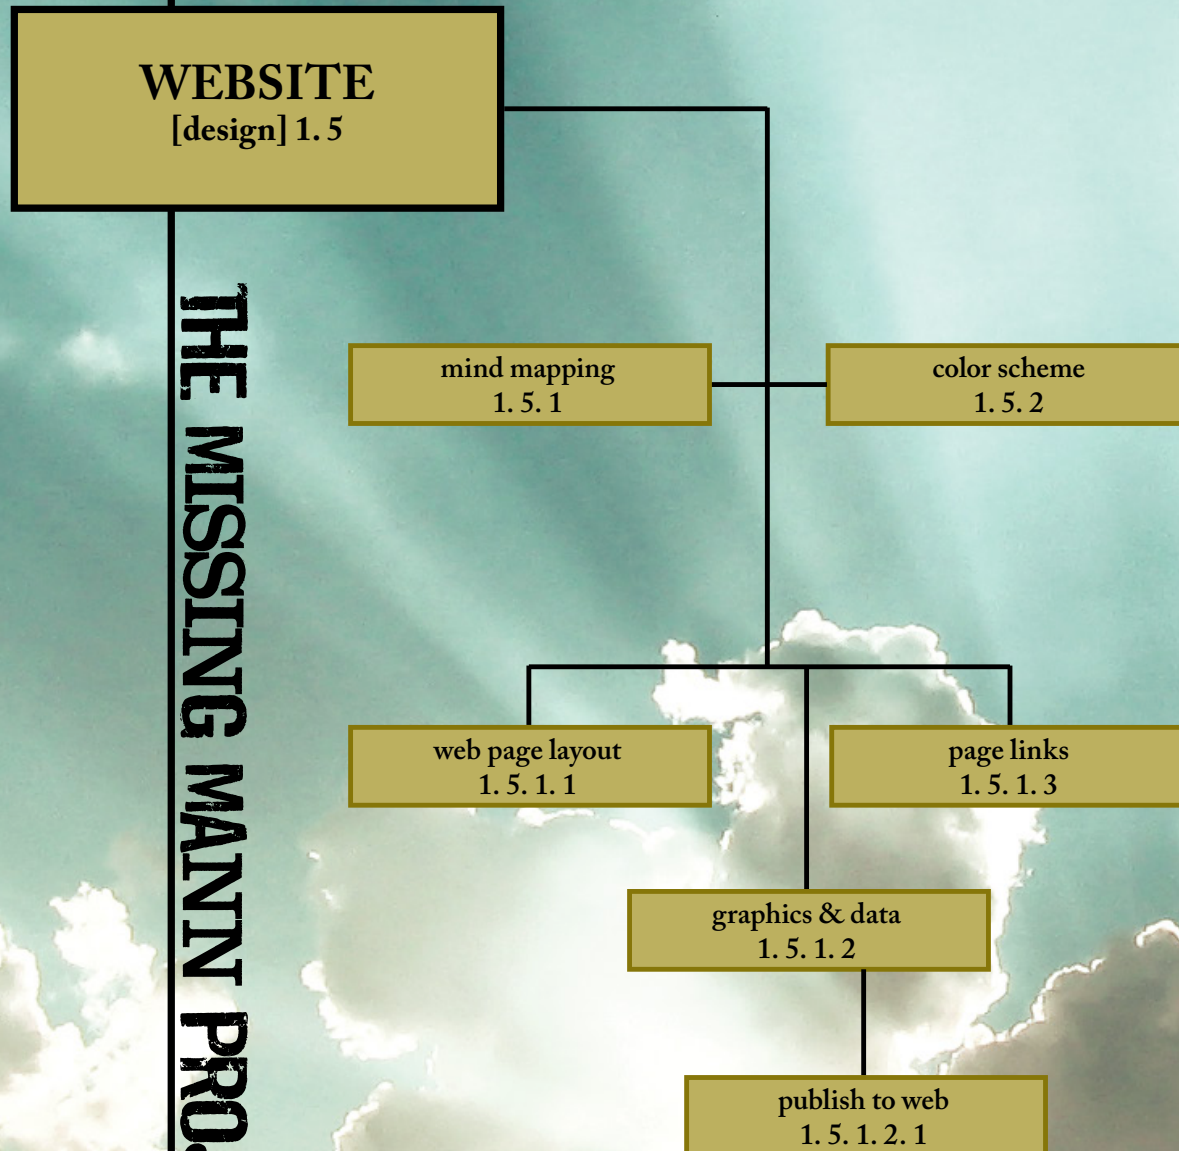 WEBSITE
[design] 1. 5
THE MISSING MANN
mind mapping
1. 5. 1
color scheme
1. 5. 2
web page layout
1. 5. 1. 1
page links
1. 5. 1. 3
graphics & data
1. 5. 1. 2
publish to web
1. 5. 1. 2. 1